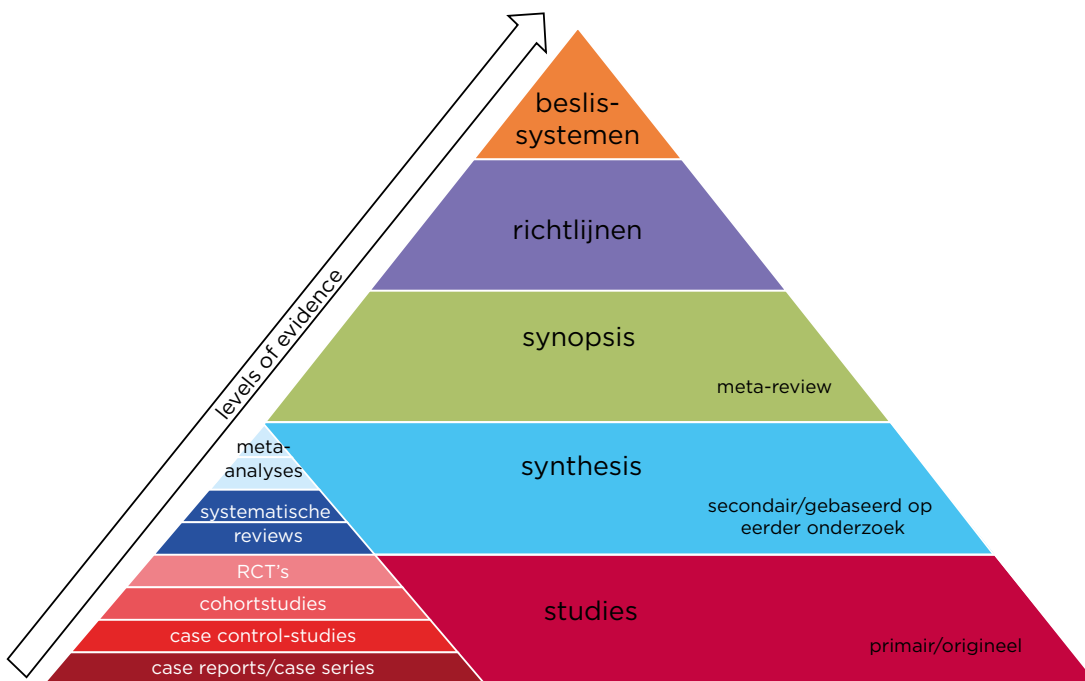 beslis-
systemen
richtlijnen
levels of evidence
synopsis
meta-review
meta-
analyses
synthesis
systematische
reviews
secondair/gebaseerd op
eerder onderzoek
RCT's
cohortstudies
case control-studies
case reports/case series
studies
primair/origineel